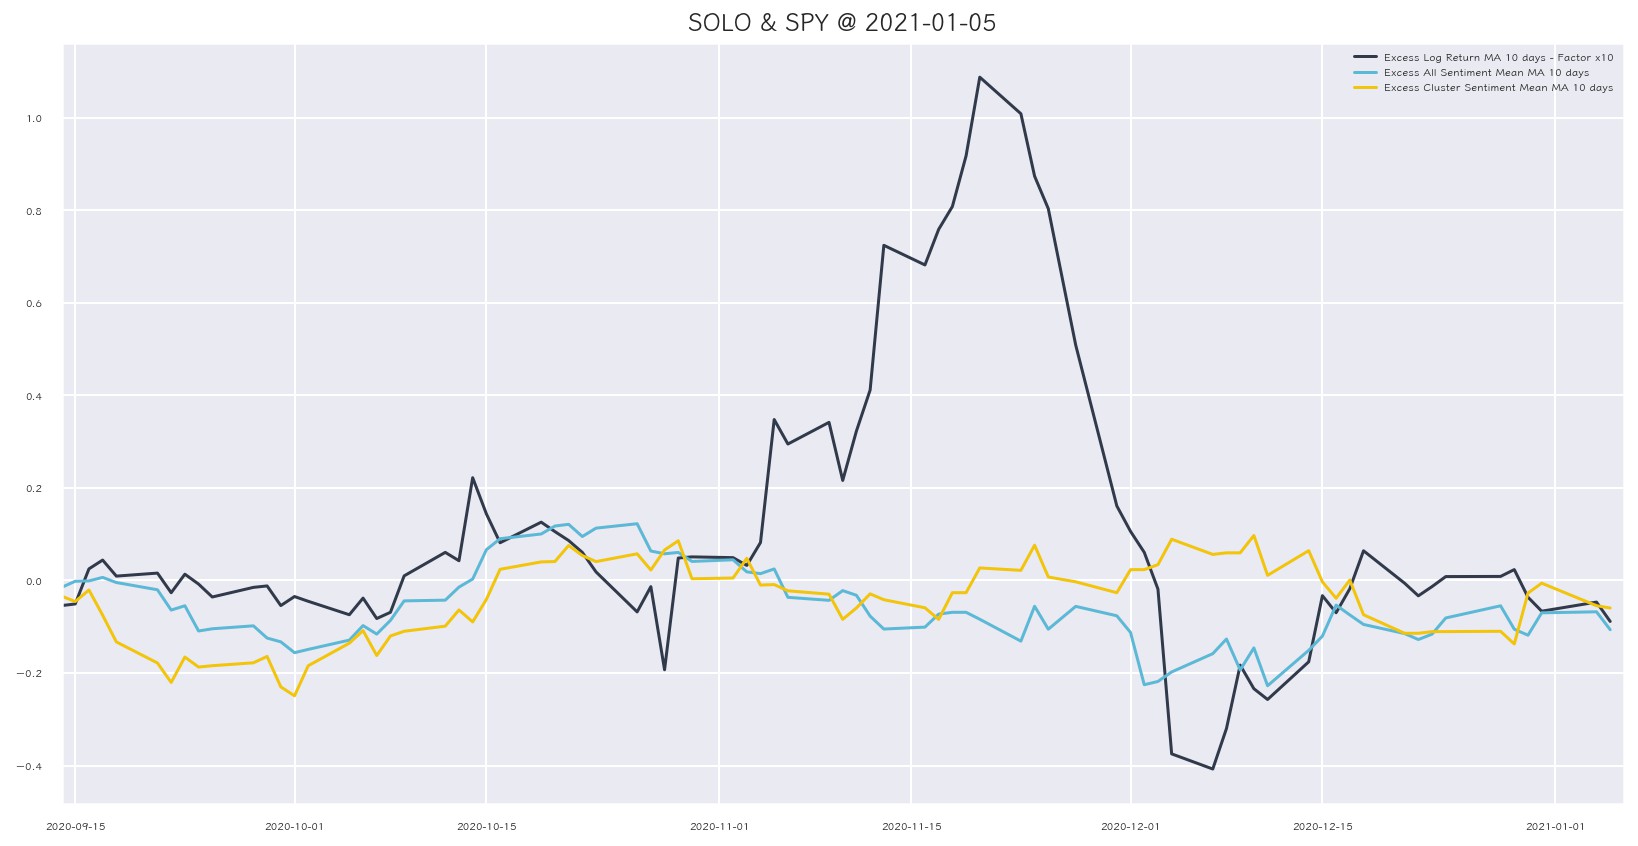 SOLO & SPY @ 2021-01-05
Excess Log Return MA 10 days - Factor x10
Excess All Sentiment Mean MA 10 days
Excess Cluster Sentiment Mean MA 10 days
1.0
0.8
0.6
0.4
0.2
0.0
−0.2
−0.4
2020-09-15 2020-10-01 2020-10-15 2020-11-01 2020-11-15 2020-12-01 2020-12-15 2021-01-01